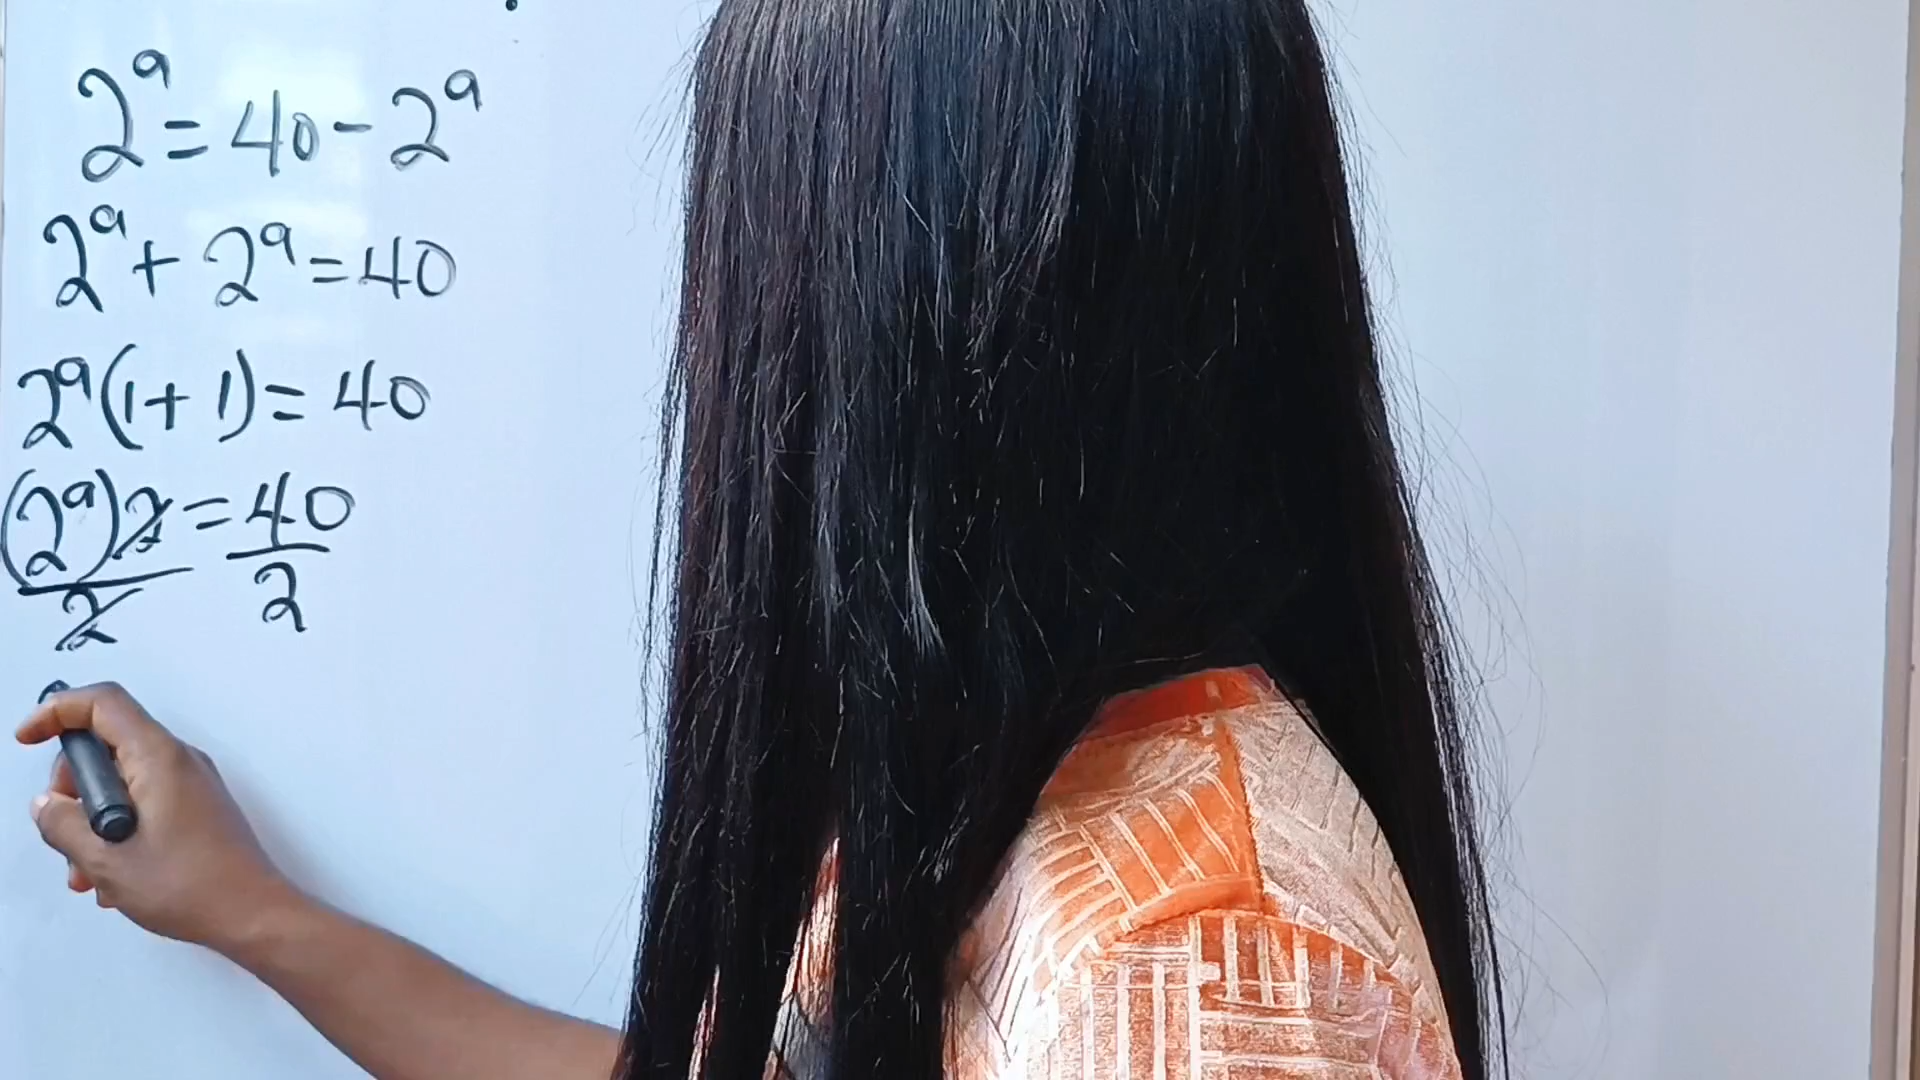 2^a = 40 - 2^a
2^a + 2^a = 40
2^a(1 + 1) = 40
(2^a)2/2 = 40/2